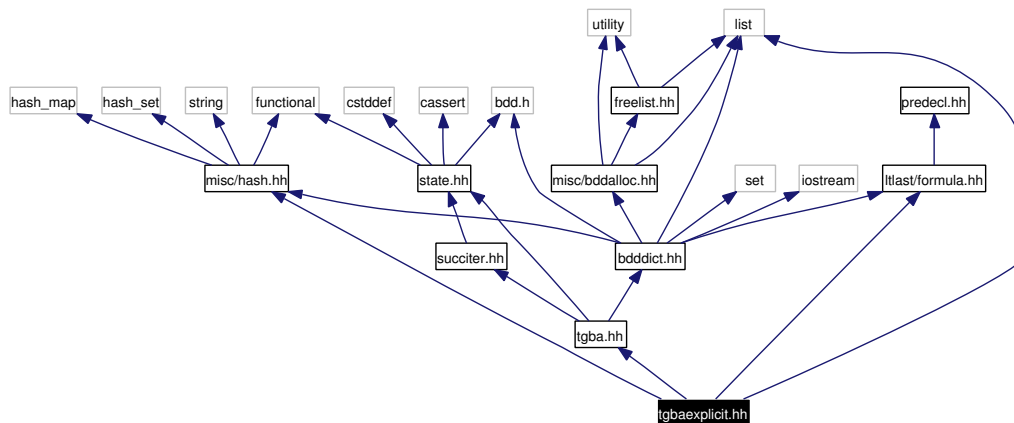 utility
list
hash_map
hash_set
string
functional
cstddef
cassert
bdd.h
freelist.hh
predecl.hh
misc/hash.hh
state.hh
misc/bddalloc.hh
set
iostream
ltlast/formula.hh
succiter.hh
bdddict.hh
tgba.hh
tgbaexplicit.hh